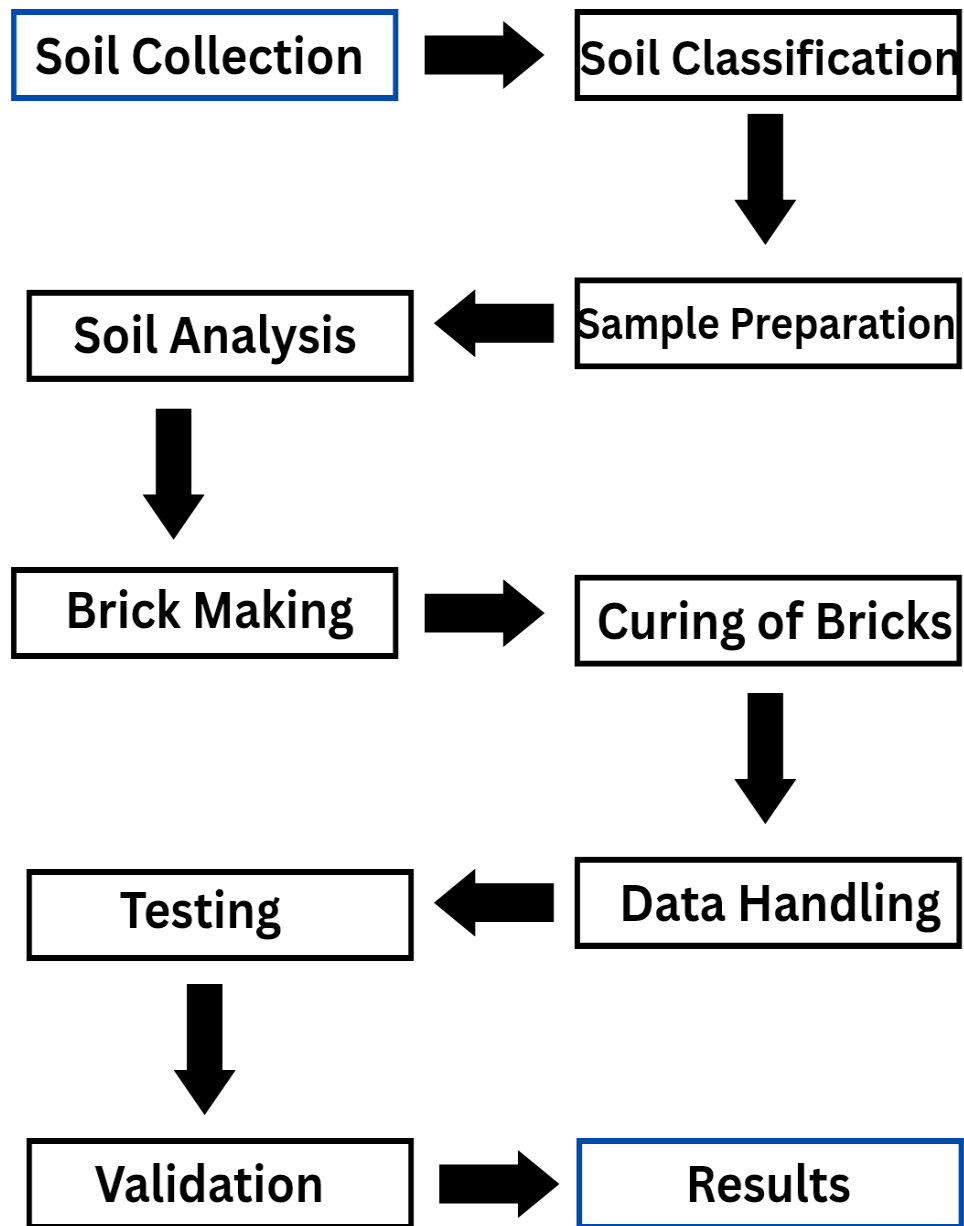 Soil Collection
Soil Classification
Sample Preparation
Soil Analysis
Brick Making
Curing of Bricks
Data Handling
Testing
Validation
Results